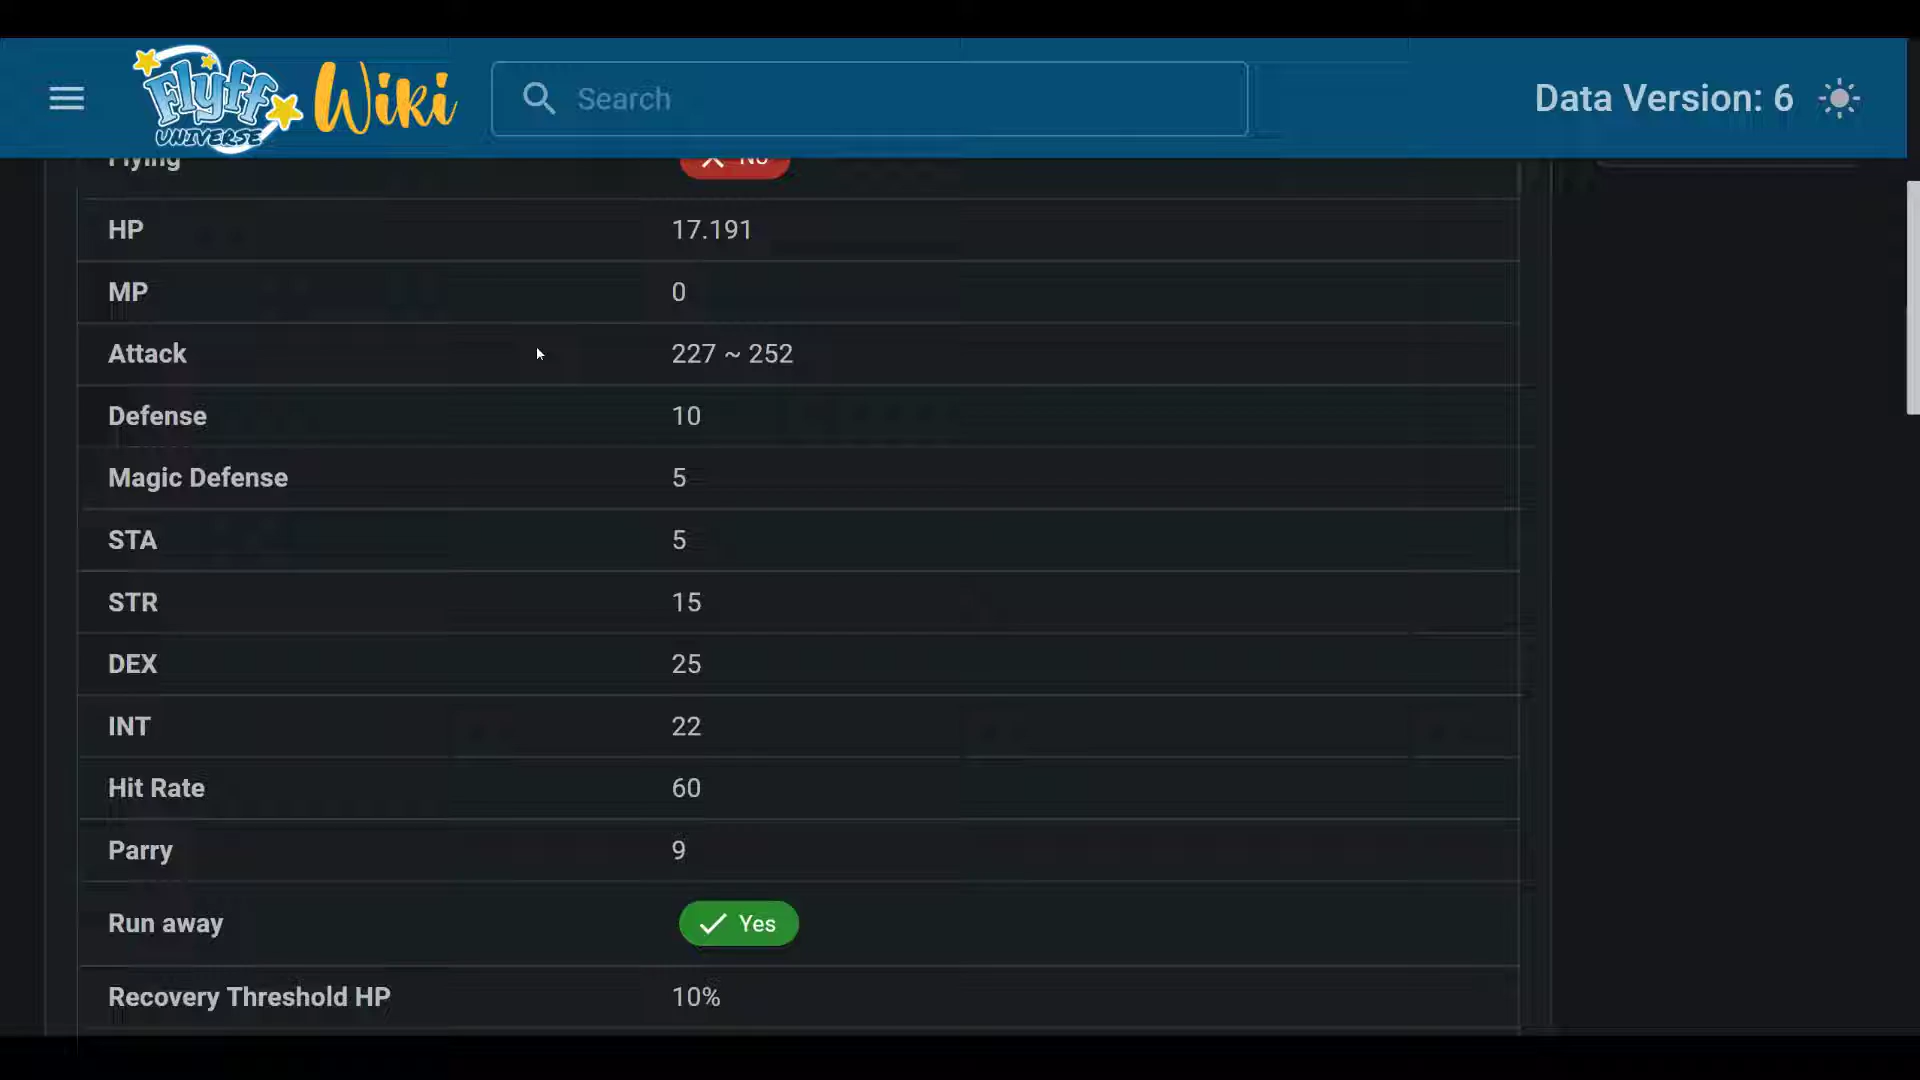 Flyff
UNIVERSE
Wiki
Search
Data Version: 6
Flying No
HP 17.191
MP 0
Attack 227 ~ 252
Defense 10
Magic Defense 5
STA 5
STR 15
DEX 25
INT 22
Hit Rate 60
Parry 9
Run away Yes
Recovery Threshold HP 10%